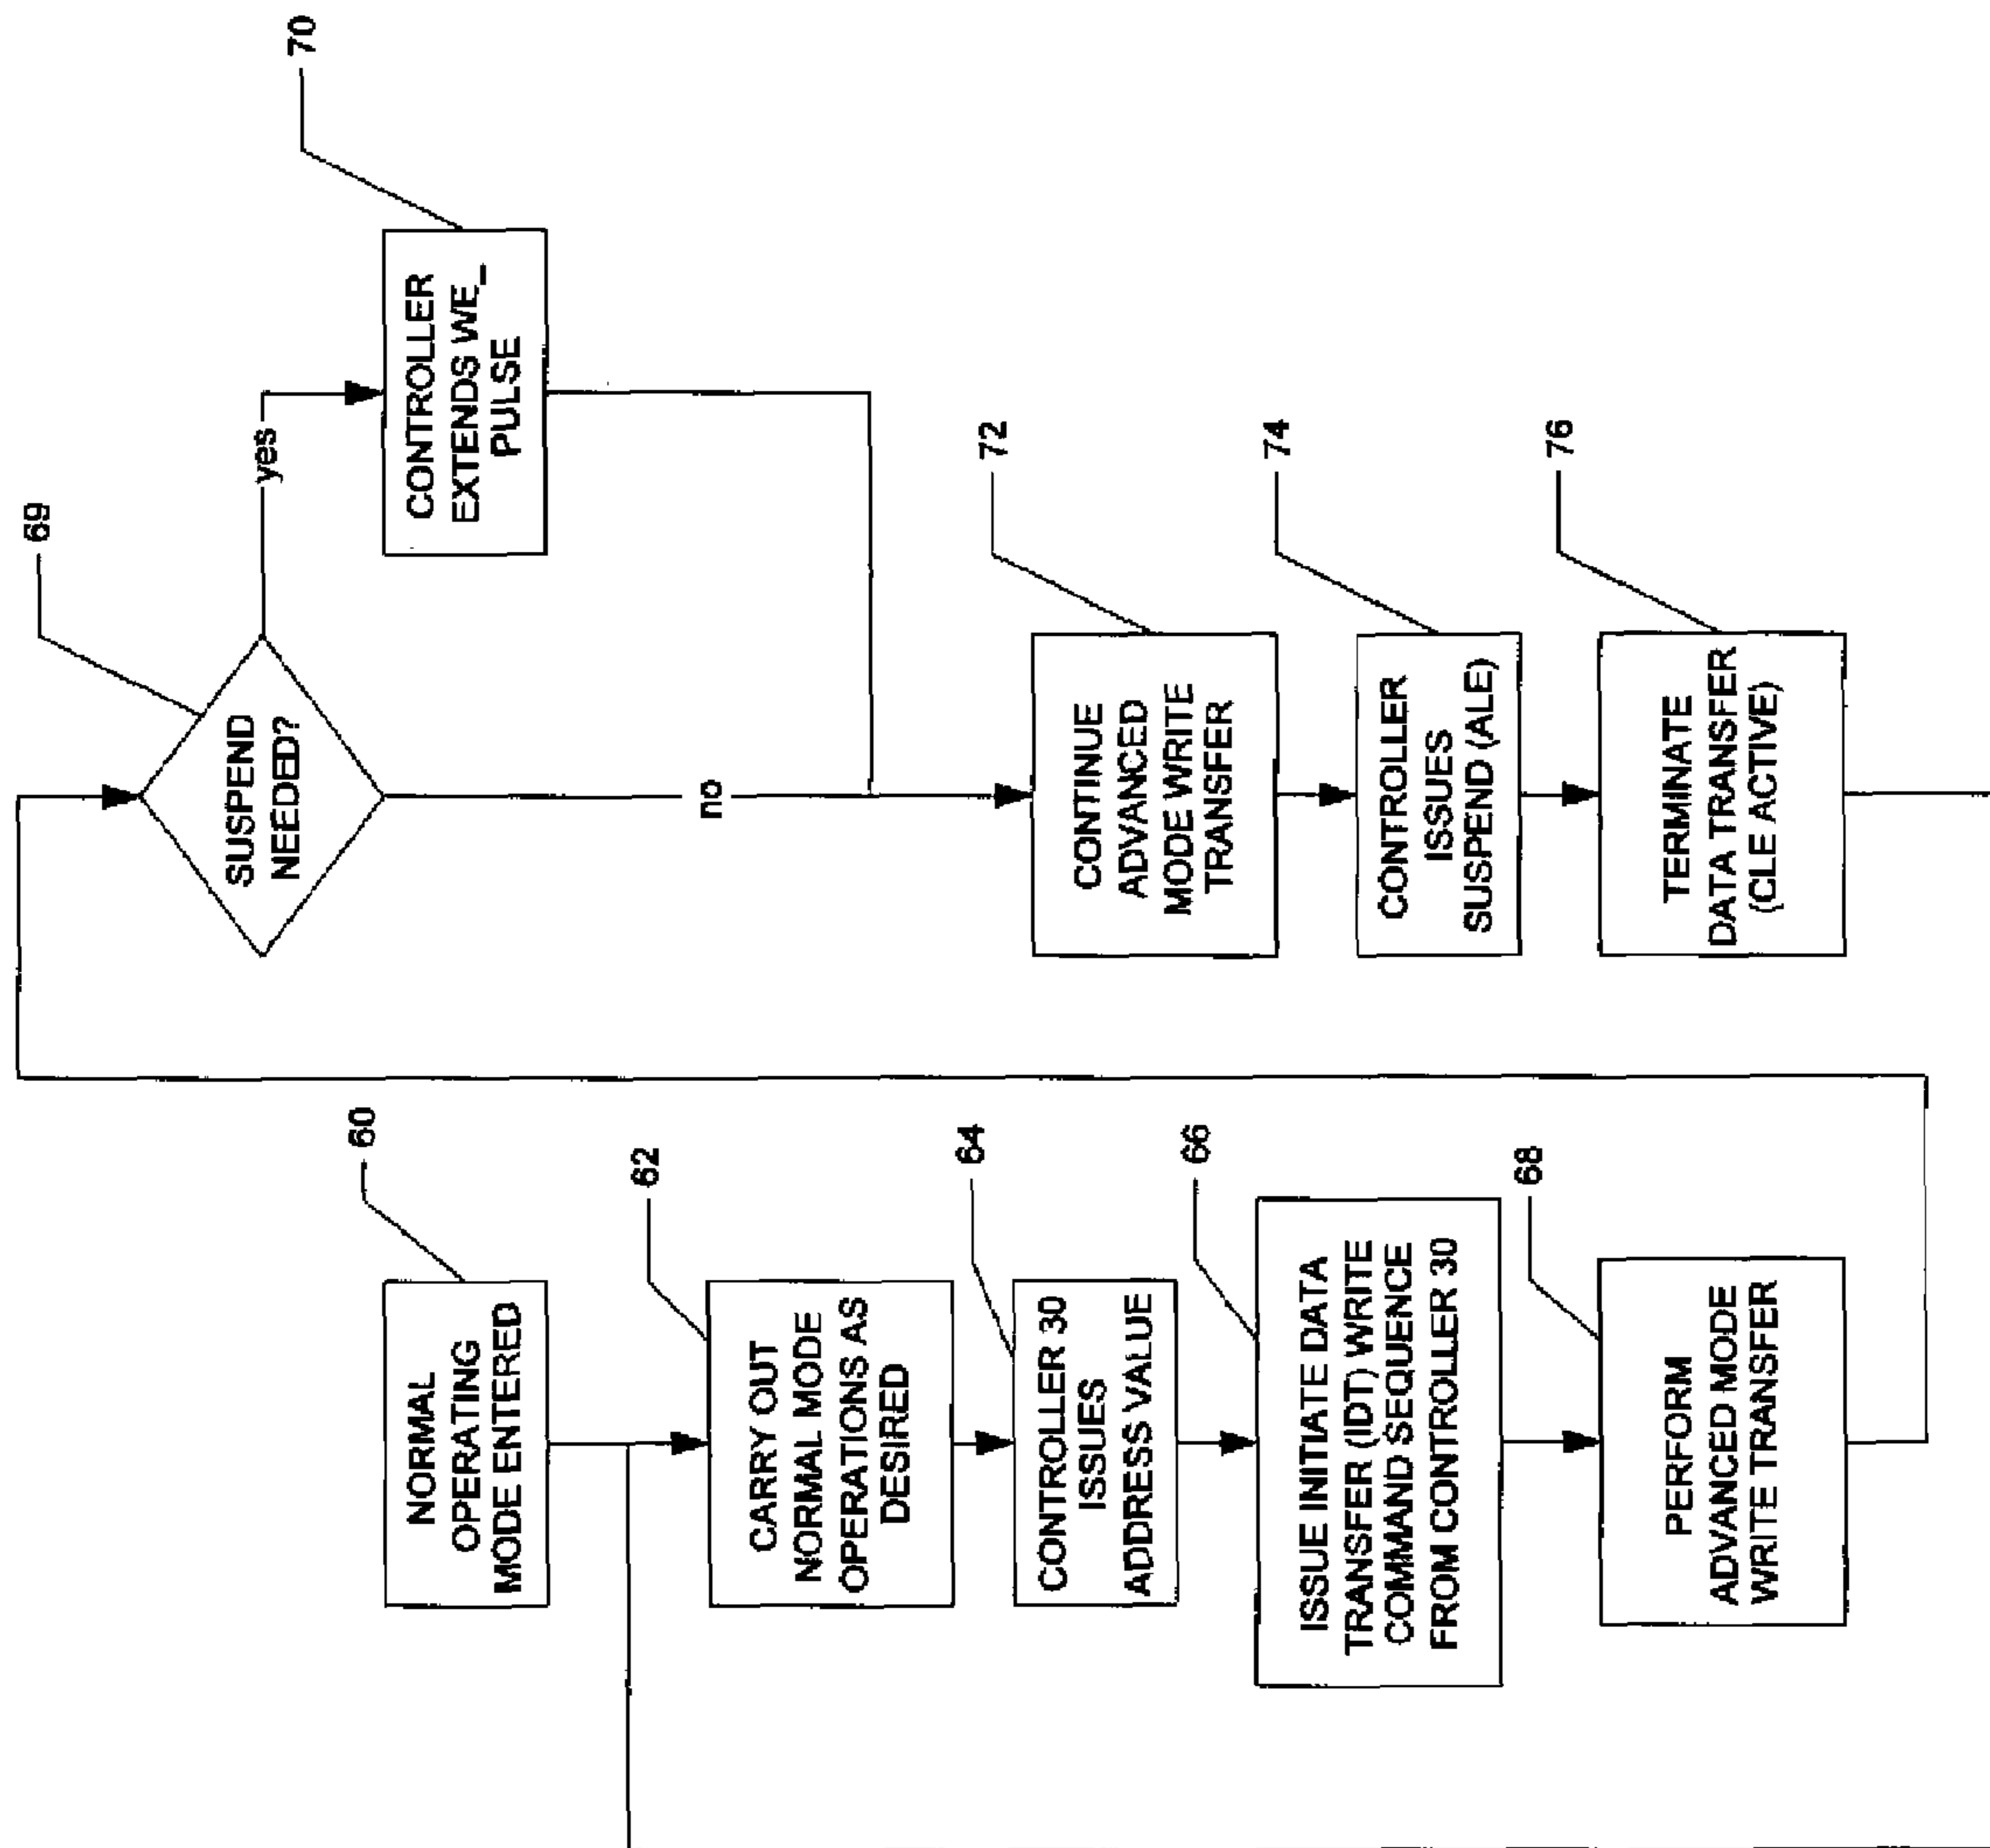 60
NORMAL
OPERATING
MODE ENTERED
62
CARRY OUT
NORMAL MODE
OPERATIONS AS
DESIRED
64
CONTROLLER 30
ISSUES
ADDRESS VALUE
66
ISSUE INITIATE DATA
TRANSFER (IDT) WRITE
COMMAND SEQUENCE
FROM CONTROLLER 30
68
PERFORM
ADVANCED MODE
WRITE TRANSFER
69
SUSPEND
NEEDED?
yes
70
CONTROLLER
EXTENDS WE_
PULSE
no
72
CONTINUE
ADVANCED
MODE WRITE
TRANSFER
74
CONTROLLER
ISSUES
SUSPEND (ALE)
76
TERMINATE
DATA TRANSFER
(CLE ACTIVE)